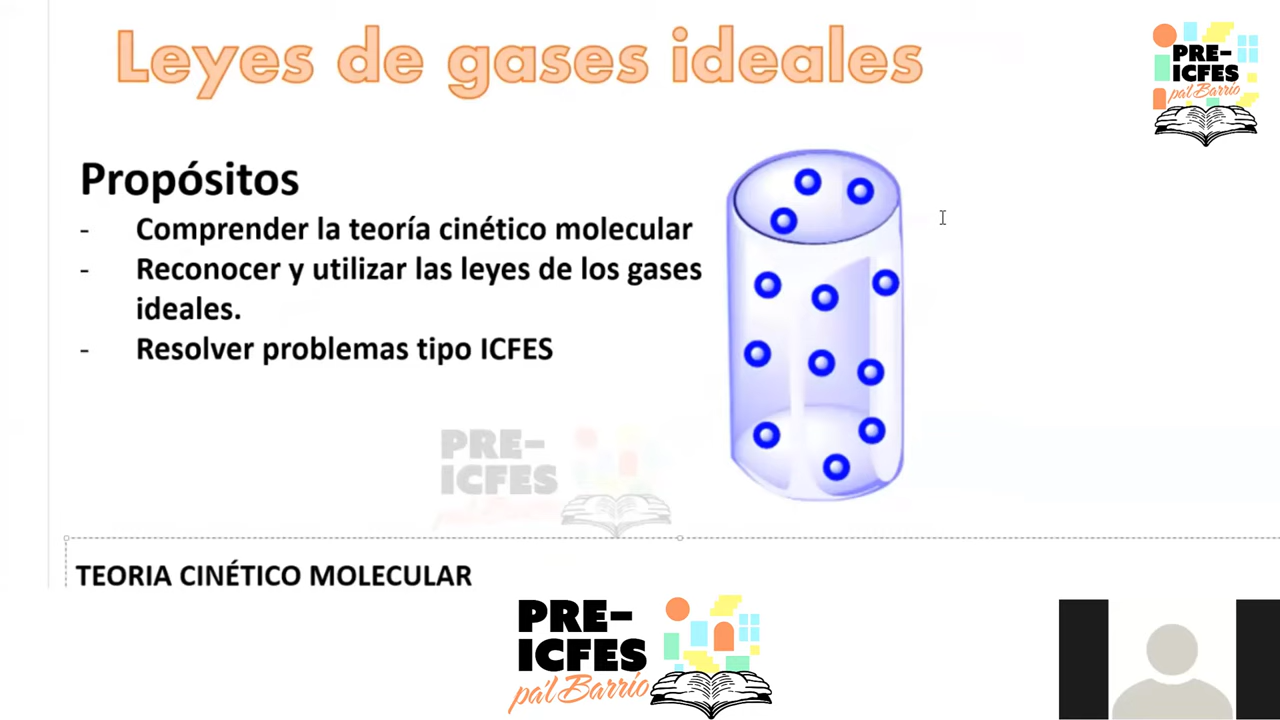 Leyes de gases ideales
PRE-
ICFES
pa'l Barrio
Propósitos
- Comprender la teoría cinético molecular
- Reconocer y utilizar las leyes de los gases
ideales.
- Resolver problemas tipo ICFES
PRE-
ICFES
TEORIA CINÉTICO MOLECULAR
PRE-
ICFES
pa'l Barrio